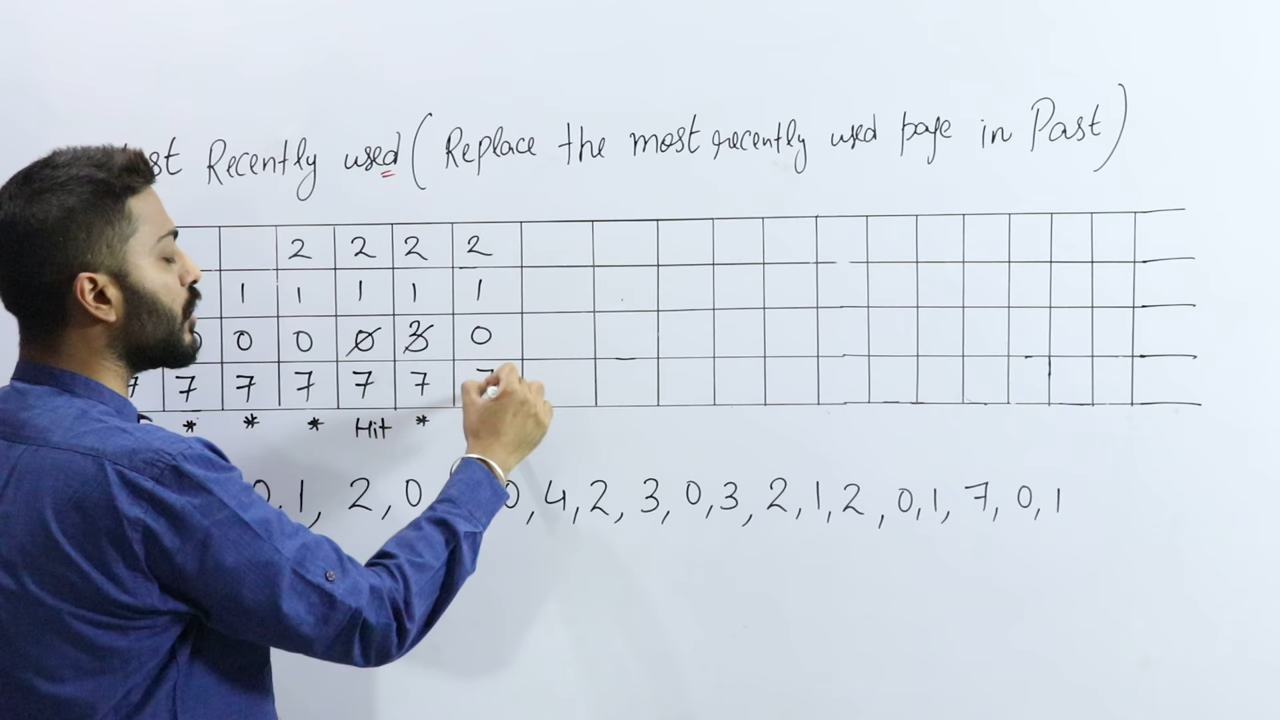 Recently used (Replace the most recently used page in Past)
2 2 2 2
1 1 1 1 1
0 0 0 3 0
7 7 7 7 7 7
* * * Hit *
1, 2, 0 0, 4, 2, 3, 0, 3, 2, 1, 2, 0, 1, 7, 0, 1